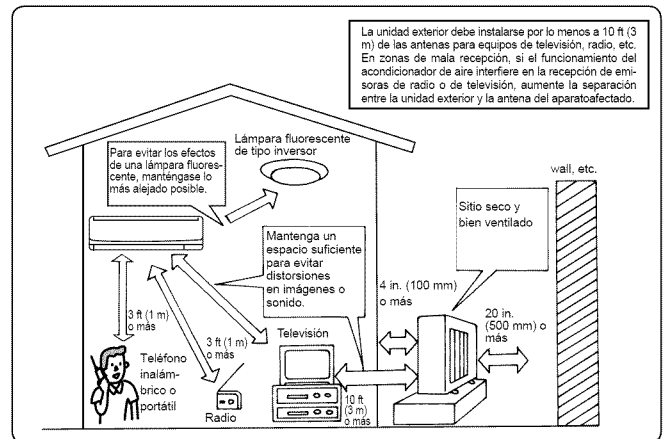 La unidad exterior debe instalarse por lo menos a 10 ft (3
m) de las antenas para equipos de televisión, radio, etc.
En zonas de mala recepción, si el funcionamiento del
acondicionador de aire interfiere en la recepción de emi-
soras de radio o de televisión, aumente la separación
entre la unidad exterior y la antena del aparatoafectado.
Lámpara fluorescente
de tipo inversor
Para evitar los efectos
de una lámpara fluores-
cente, manténgase lo
más alejado posible.
wall, etc.
Sitio seco y
bien ventilado
Mantenga un
espacio suficiente
para evitar
distorsiones
en imágenes o
sonido.
4 in. (100 mm)
o más
20 in.
(500 mm) o
más
3 ft (1 m)
o más
3 ft (1 m)
o más
Televisión
Teléfono
inalám-
brico o
portátil
Radio
10 ft
(3 m)
o más